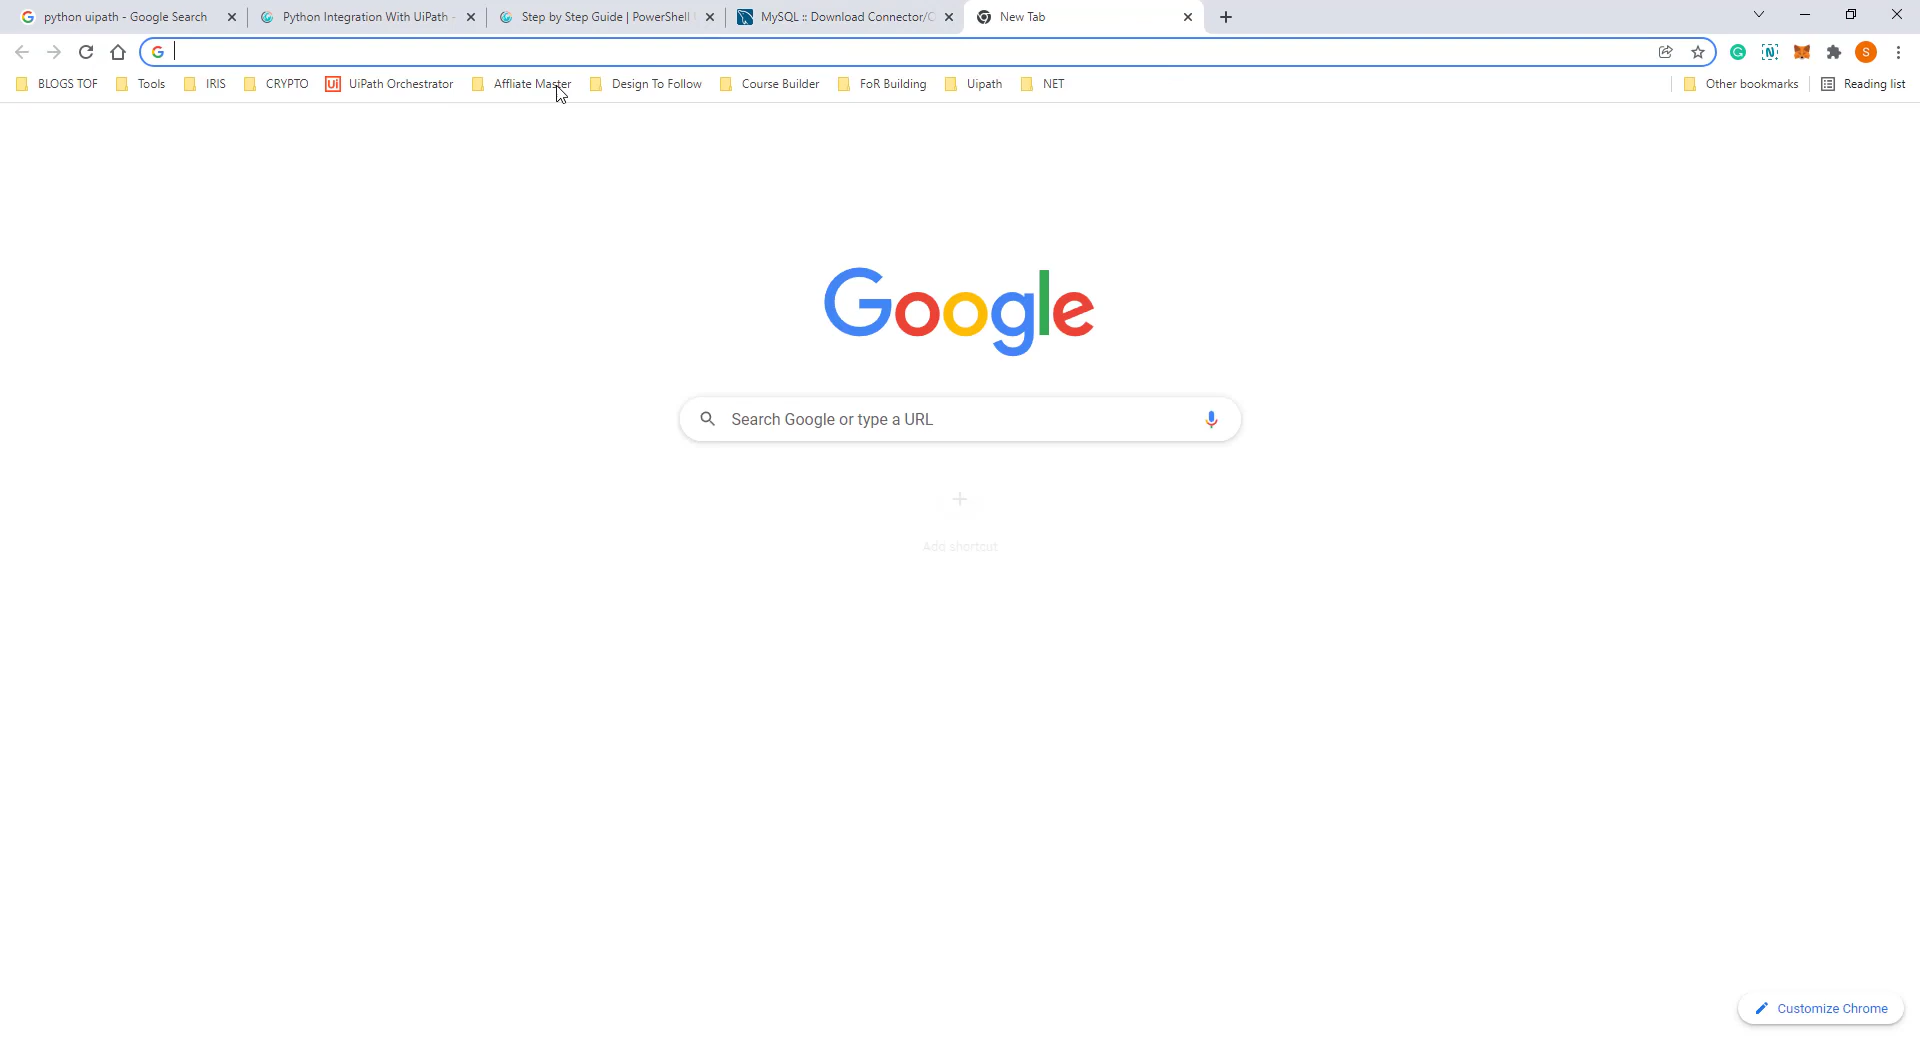 python uipath - Google Search
Python Integration With UiPath -
Step by Step Guide | PowerShell
MySQL :: Download Connector/C
New Tab
S
BLOGS TOF
Tools
IRIS
CRYPTO
Ui UiPath Orchestrator
Affliate Master
Design To Follow
Course Builder
FoR Building
Uipath
NET
Other bookmarks
Reading list
Google
Search Google or type a URL
Add shortcut
Customize Chrome